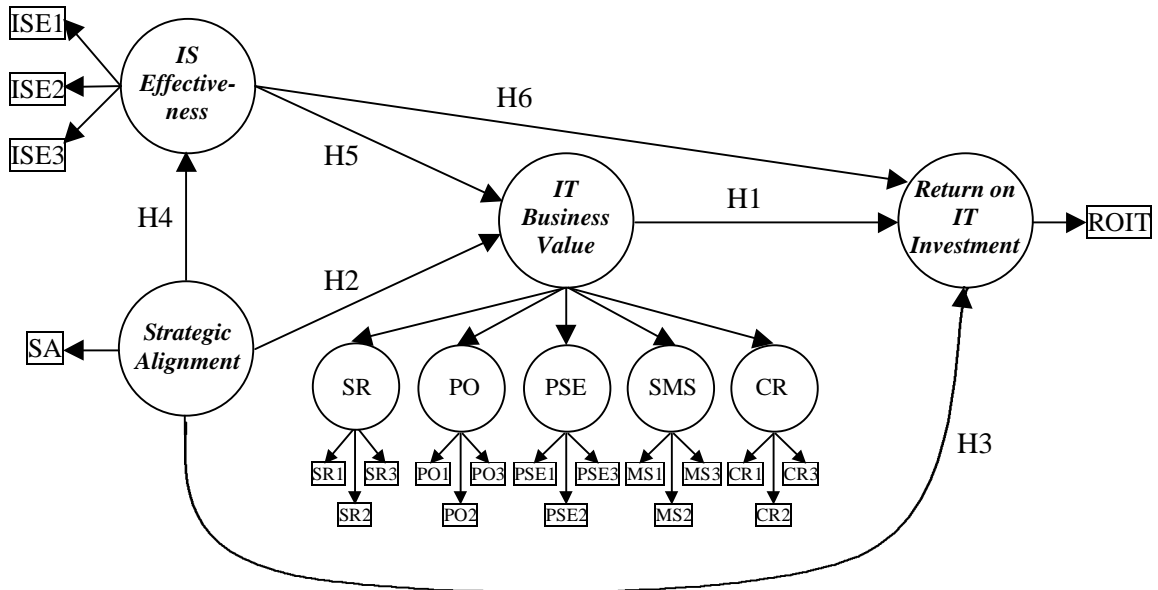 ISE1
ISE2
ISE3
IS
Effective-
ness
H6
H5
H4
IT
Business
Value
H1
Return on
IT
Investment
ROIT
H2
SA
Strategic
Alignment
SR
PO
PSE
SMS
CR
H3
SR1
SR3
PO1
PO3
PSE1
PSE3
MS1
MS3
CR1
CR3
SR2
PO2
PSE2
MS2
CR2